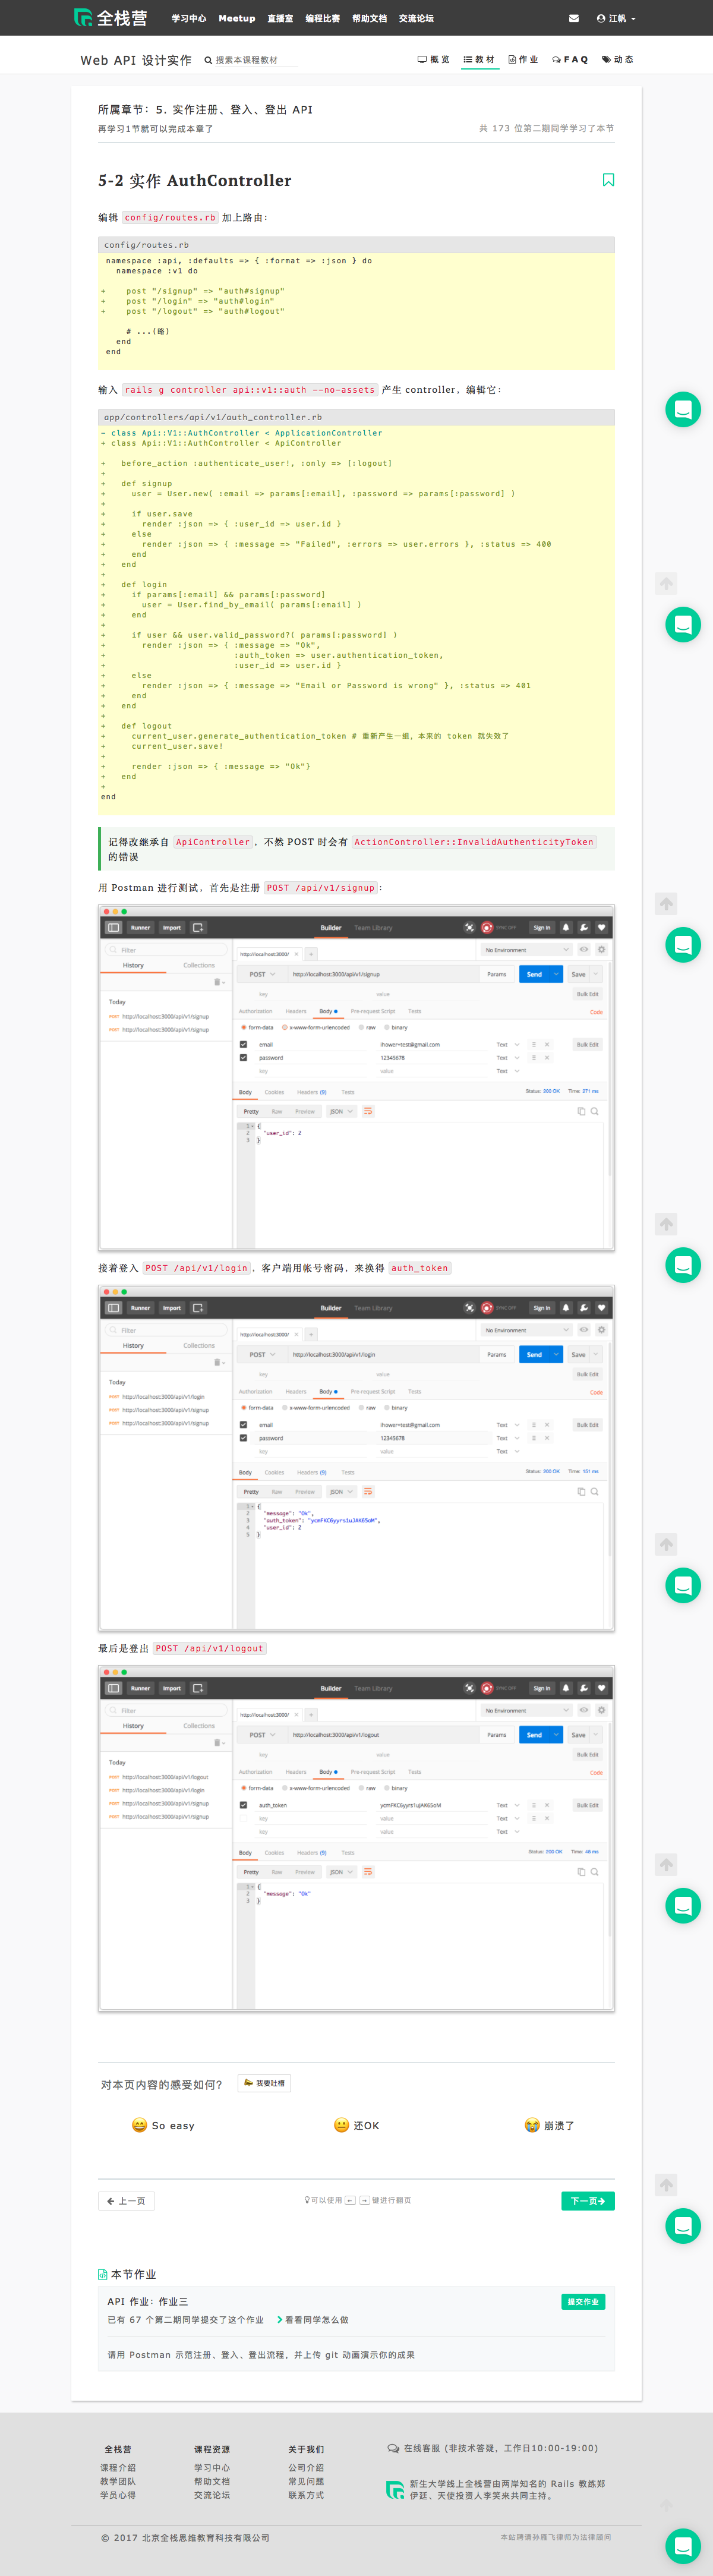 全栈营 学习中心 Meetup 直播室 编程比赛 帮助文档 交流论坛 江帆
Web API 设计实作 搜索本课程教材 概览 教材 作业 FAQ 动态
所属章节：5. 实作注册、登入、登出 API
再学习1节就可以完成本章了 共 173 位第二期同学学习了本节
5-2 实作 AuthController
编辑 config/routes.rb 加上路由：
config/routes.rb
namespace :api, :defaults => { :format => :json } do
namespace :v1 do
+ post "/signup" => "auth#signup"
+ post "/login" => "auth#login"
+ post "/logout" => "auth#logout"
# ...(略)
end
end
输入 rails g controller api::v1::auth --no-assets 产生 controller，编辑它：
app/controllers/api/v1/auth_controller.rb
- class Api::V1::AuthController < ApplicationController
+ class Api::V1::AuthController < ApiController
+ before_action :authenticate_user!, :only => [:logout]
+
+ def signup
+ user = User.new( :email => params[:email], :password => params[:password] )
+
+ if user.save
+ render :json => { :user_id => user.id }
+ else
+ render :json => { :message => "Failed", :errors => user.errors }, :status => 400
+ end
+ end
+
+ def login
+ if params[:email] && params[:password]
+ user = User.find_by_email( params[:email] )
+ end
+
+ if user && user.valid_password?( params[:password] )
+ render :json => { :message => "Ok",
+ :auth_token => user.authentication_token,
+ :user_id => user.id }
+ else
+ render :json => { :message => "Email or Password is wrong" }, :status => 401
+ end
+ end
+
+ def logout
+ current_user.generate_authentication_token # 重新产生一组，本来的 token 就失效了
+ current_user.save!
+
+ render :json => { :message => "Ok"}
+ end
+
end
记得改继承自 ApiController，不然 POST 时会有 ActionController::InvalidAuthenticityToken
的错误
用 Postman 进行测试，首先是注册 POST /api/v1/signup：
Runner Import Builder Team Library SYNC OFF Sign In
Filter http://localhost:3000/ No Environment
History Collections POST http://localhost:3000/api/v1/signup Params Send Save
key value Bulk Edit
Today Authorization Headers Body Pre-request Script Tests Code
POST http://localhost:3000/api/v1/signup
POST http://localhost:3000/api/v1/signup form-data x-www-form-urlencoded raw binary
email ihower+test@gmail.com Text Bulk Edit
password 12345678 Text
key value Text
Body Cookies Headers (9) Tests Status: 200 OK Time: 271 ms
Pretty Raw Preview JSON
1 {
2 "user_id": 2
3 }
接着登入 POST /api/v1/login，客户端用帐号密码，来换得 auth_token
Runner Import Builder Team Library SYNC OFF Sign In
Filter http://localhost:3000/ No Environment
History Collections POST http://localhost:3000/api/v1/login Params Send Save
key value Bulk Edit
Today Authorization Headers Body Pre-request Script Tests Code
POST http://localhost:3000/api/v1/login
POST http://localhost:3000/api/v1/signup form-data x-www-form-urlencoded raw binary
POST http://localhost:3000/api/v1/signup email ihower+test@gmail.com Text Bulk Edit
password 12345678 Text
key value Text
Body Cookies Headers (9) Tests Status: 200 OK Time: 151 ms
Pretty Raw Preview JSON
1 {
2 "message": "Ok",
3 "auth_token": "ycmFKC6yyrs1uJAK65oM",
4 "user_id": 2
5 }
最后是登出 POST /api/v1/logout
Runner Import Builder Team Library SYNC OFF Sign In
Filter http://localhost:3000/ No Environment
History Collections POST http://localhost:3000/api/v1/logout Params Send Save
key value Bulk Edit
Today Authorization Headers Body Pre-request Script Tests Code
POST http://localhost:3000/api/v1/logout
POST http://localhost:3000/api/v1/login form-data x-www-form-urlencoded raw binary
POST http://localhost:3000/api/v1/signup auth_token ycmFKC6yyrs1uJAK65oM Text Bulk Edit
POST http://localhost:3000/api/v1/signup key value Text
key value Text
Body Cookies Headers (9) Tests Status: 200 OK Time: 48 ms
Pretty Raw Preview JSON
1 {
2 "message": "Ok"
3 }
对本页内容的感受如何？ 我要吐槽
So easy 还OK 崩溃了
上一页 可以使用 ← → 键进行翻页 下一页
本节作业
API 作业：作业三 提交作业
已有 67 个第二期同学提交了这个作业 看看同学怎么做
请用 Postman 示范注册、登入、登出流程，并上传 git 动画演示你的成果
全栈营 课程资源 关于我们 在线客服 (非技术答疑，工作日10:00-19:00)
课程介绍 学习中心 公司介绍
教学团队 帮助文档 常见问题 新生大学线上全栈营由两岸知名的 Rails 教练郑
学员心得 交流论坛 联系方式 伊廷、天使投资人李笑来共同主持。
© 2017 北京全栈思维教育科技有限公司 本站聘请孙雁飞律师为法律顾问